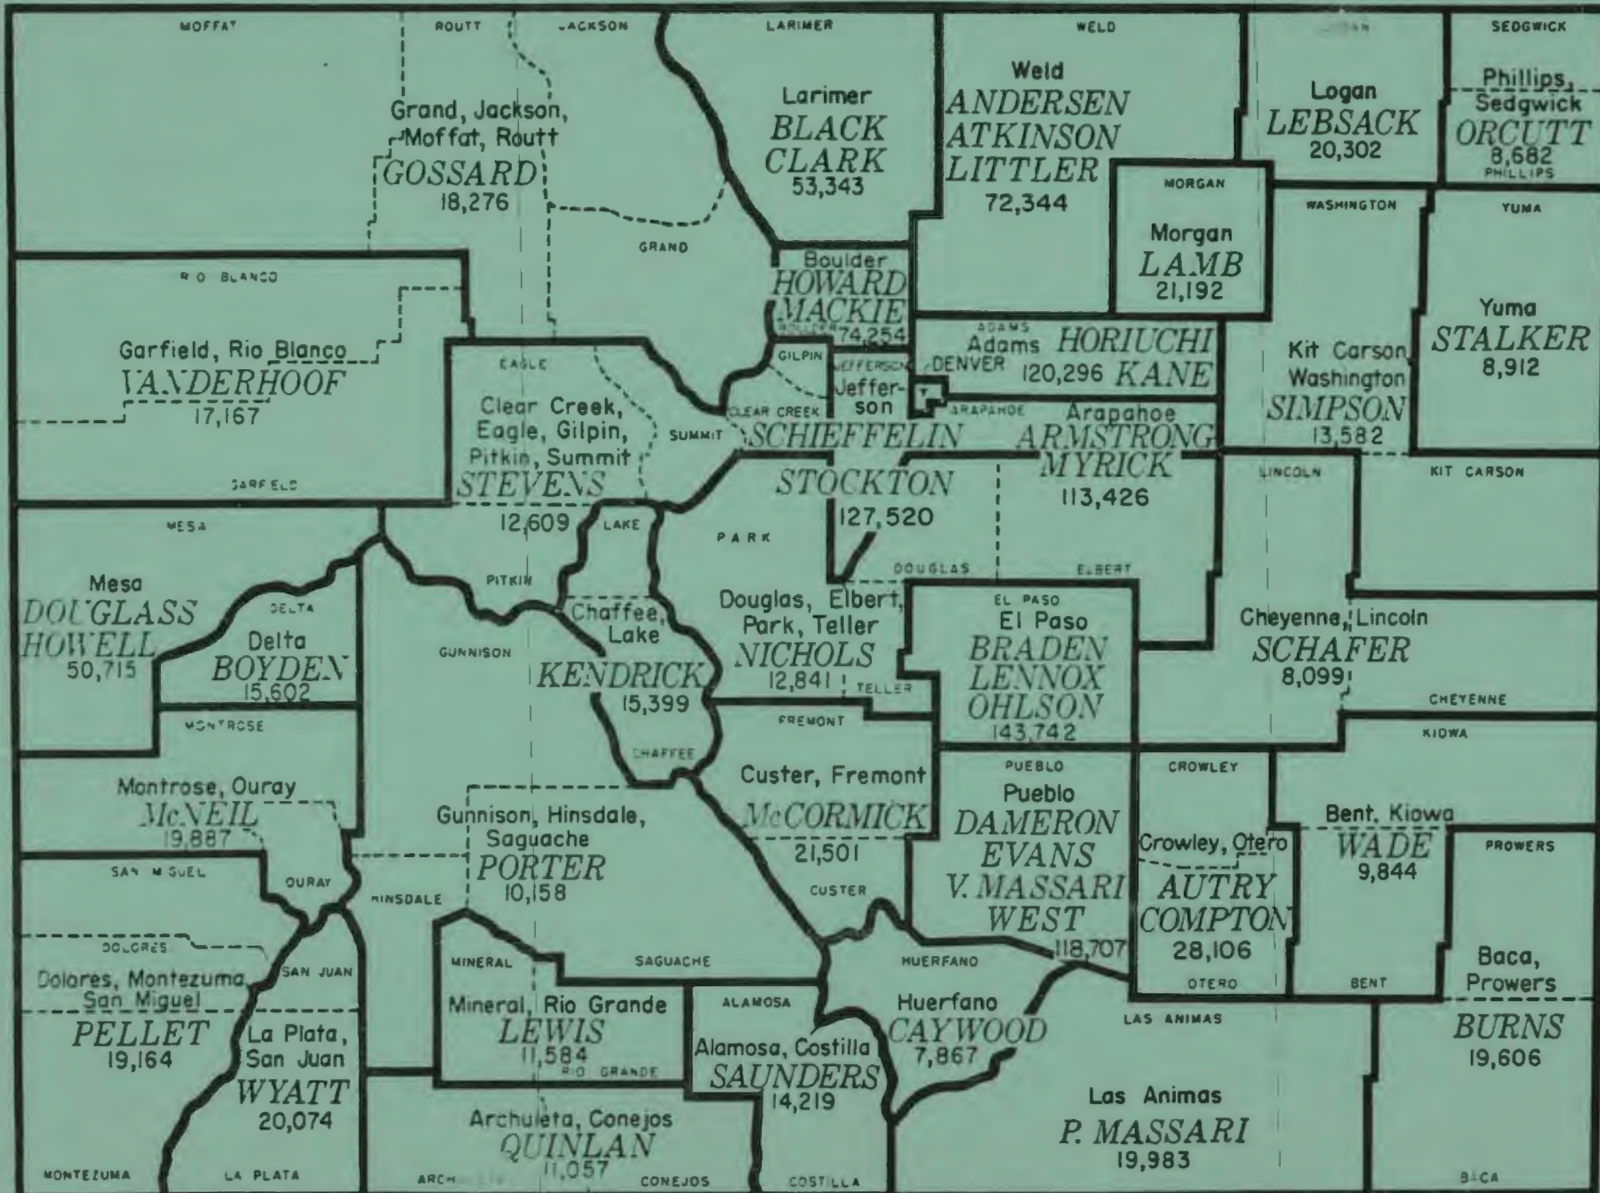 MOFFAT
ROUTT
JACKSON
LARIMER
WELD
LOGAN
SEDGWICK
Grand, Jackson,
Moffat, Routt
GOSSARD
18,276
GRAND
Larimer
BLACK
CLARK
53,343
Weld
ANDERSEN
ATKINSON
LITTLER
72,344
Logan
LEBSACK
20,302
Phillips,
Sedgwick
ORCUTT
8,682
PHILLIPS
MORGAN
Morgan
LAMB
21,192
WASHINGTON
YUMA
Yuma
STALKER
8,912
RIO BLANCO
Garfield, Rio Blanco
VANDERHOOF
17,167
GARFIELD
Boulder
HOWARD
MACKIE
BOULDER
74,254
ADAMS
Adams
HORIUCHI
120,296 KANE
DENVER
Kit Carson,
Washington
SIMPSON
13,582
EAGLE
Clear Creek,
Eagle, Gilpin,
Pitkin, Summit
STEVENS
12,609
SUMMIT
GILPIN
CLEAR CREEK
JEFFERSON
Jeffer-
son
SCHIEFFELIN
STOCKTON
127,520
ARAPAHOE
Arapahoe
ARMSTRONG
MYRICK
113,426
LINCOLN
KIT CARSON
MESA
Mesa
DOUGLASS
HOWELL
50,715
DELTA
Delta
BOYDEN
15,602
PITKIN
LAKE
Chaffee,
Lake
KENDRICK
15,399
CHAFFEE
PARK
DOUGLAS
ELBERT
Douglas, Elbert,
Park, Teller
NICHOLS
12,841
TELLER
EL PASO
El Paso
BRADEN
LENNOX
OHLSON
143,742
Cheyenne, Lincoln
SCHAFER
8,099
CHEYENNE
GUNNISON
MONTROSE
Montrose, Ouray
McNEIL
19,887
OURAY
Gunnison, Hinsdale,
Saguache
PORTER
10,158
HINSDALE
SAGUACHE
FREMONT
Custer, Fremont
McCORMICK
21,501
CUSTER
PUEBLO
Pueblo
DAMERON
EVANS
V. MASSARI
WEST
118,707
CROWLEY
Crowley, Otero
AUTRY
COMPTON
28,106
OTERO
KIOWA
Bent, Kiowa
WADE
9,844
BENT
PROWERS
Baca,
Prowers
BURNS
19,606
BACA
SAN MIGUEL
DOLORES
Dolores, Montezuma,
San Miguel
PELLET
19,164
MONTEZUMA
SAN JUAN
La Plata,
San Juan
WYATT
20,074
LA PLATA
MINERAL
Mineral, Rio Grande
LEWIS
11,584
RIO GRANDE
Archuleta, Conejos
QUINLAN
11,057
ARCHULETA
CONEJOS
ALAMOSA
Alamosa, Costilla
SAUNDERS
14,219
COSTILLA
HUERFANO
Huerfano
CAYWOOD
7,867
LAS ANIMAS
Las Animas
P. MASSARI
19,983